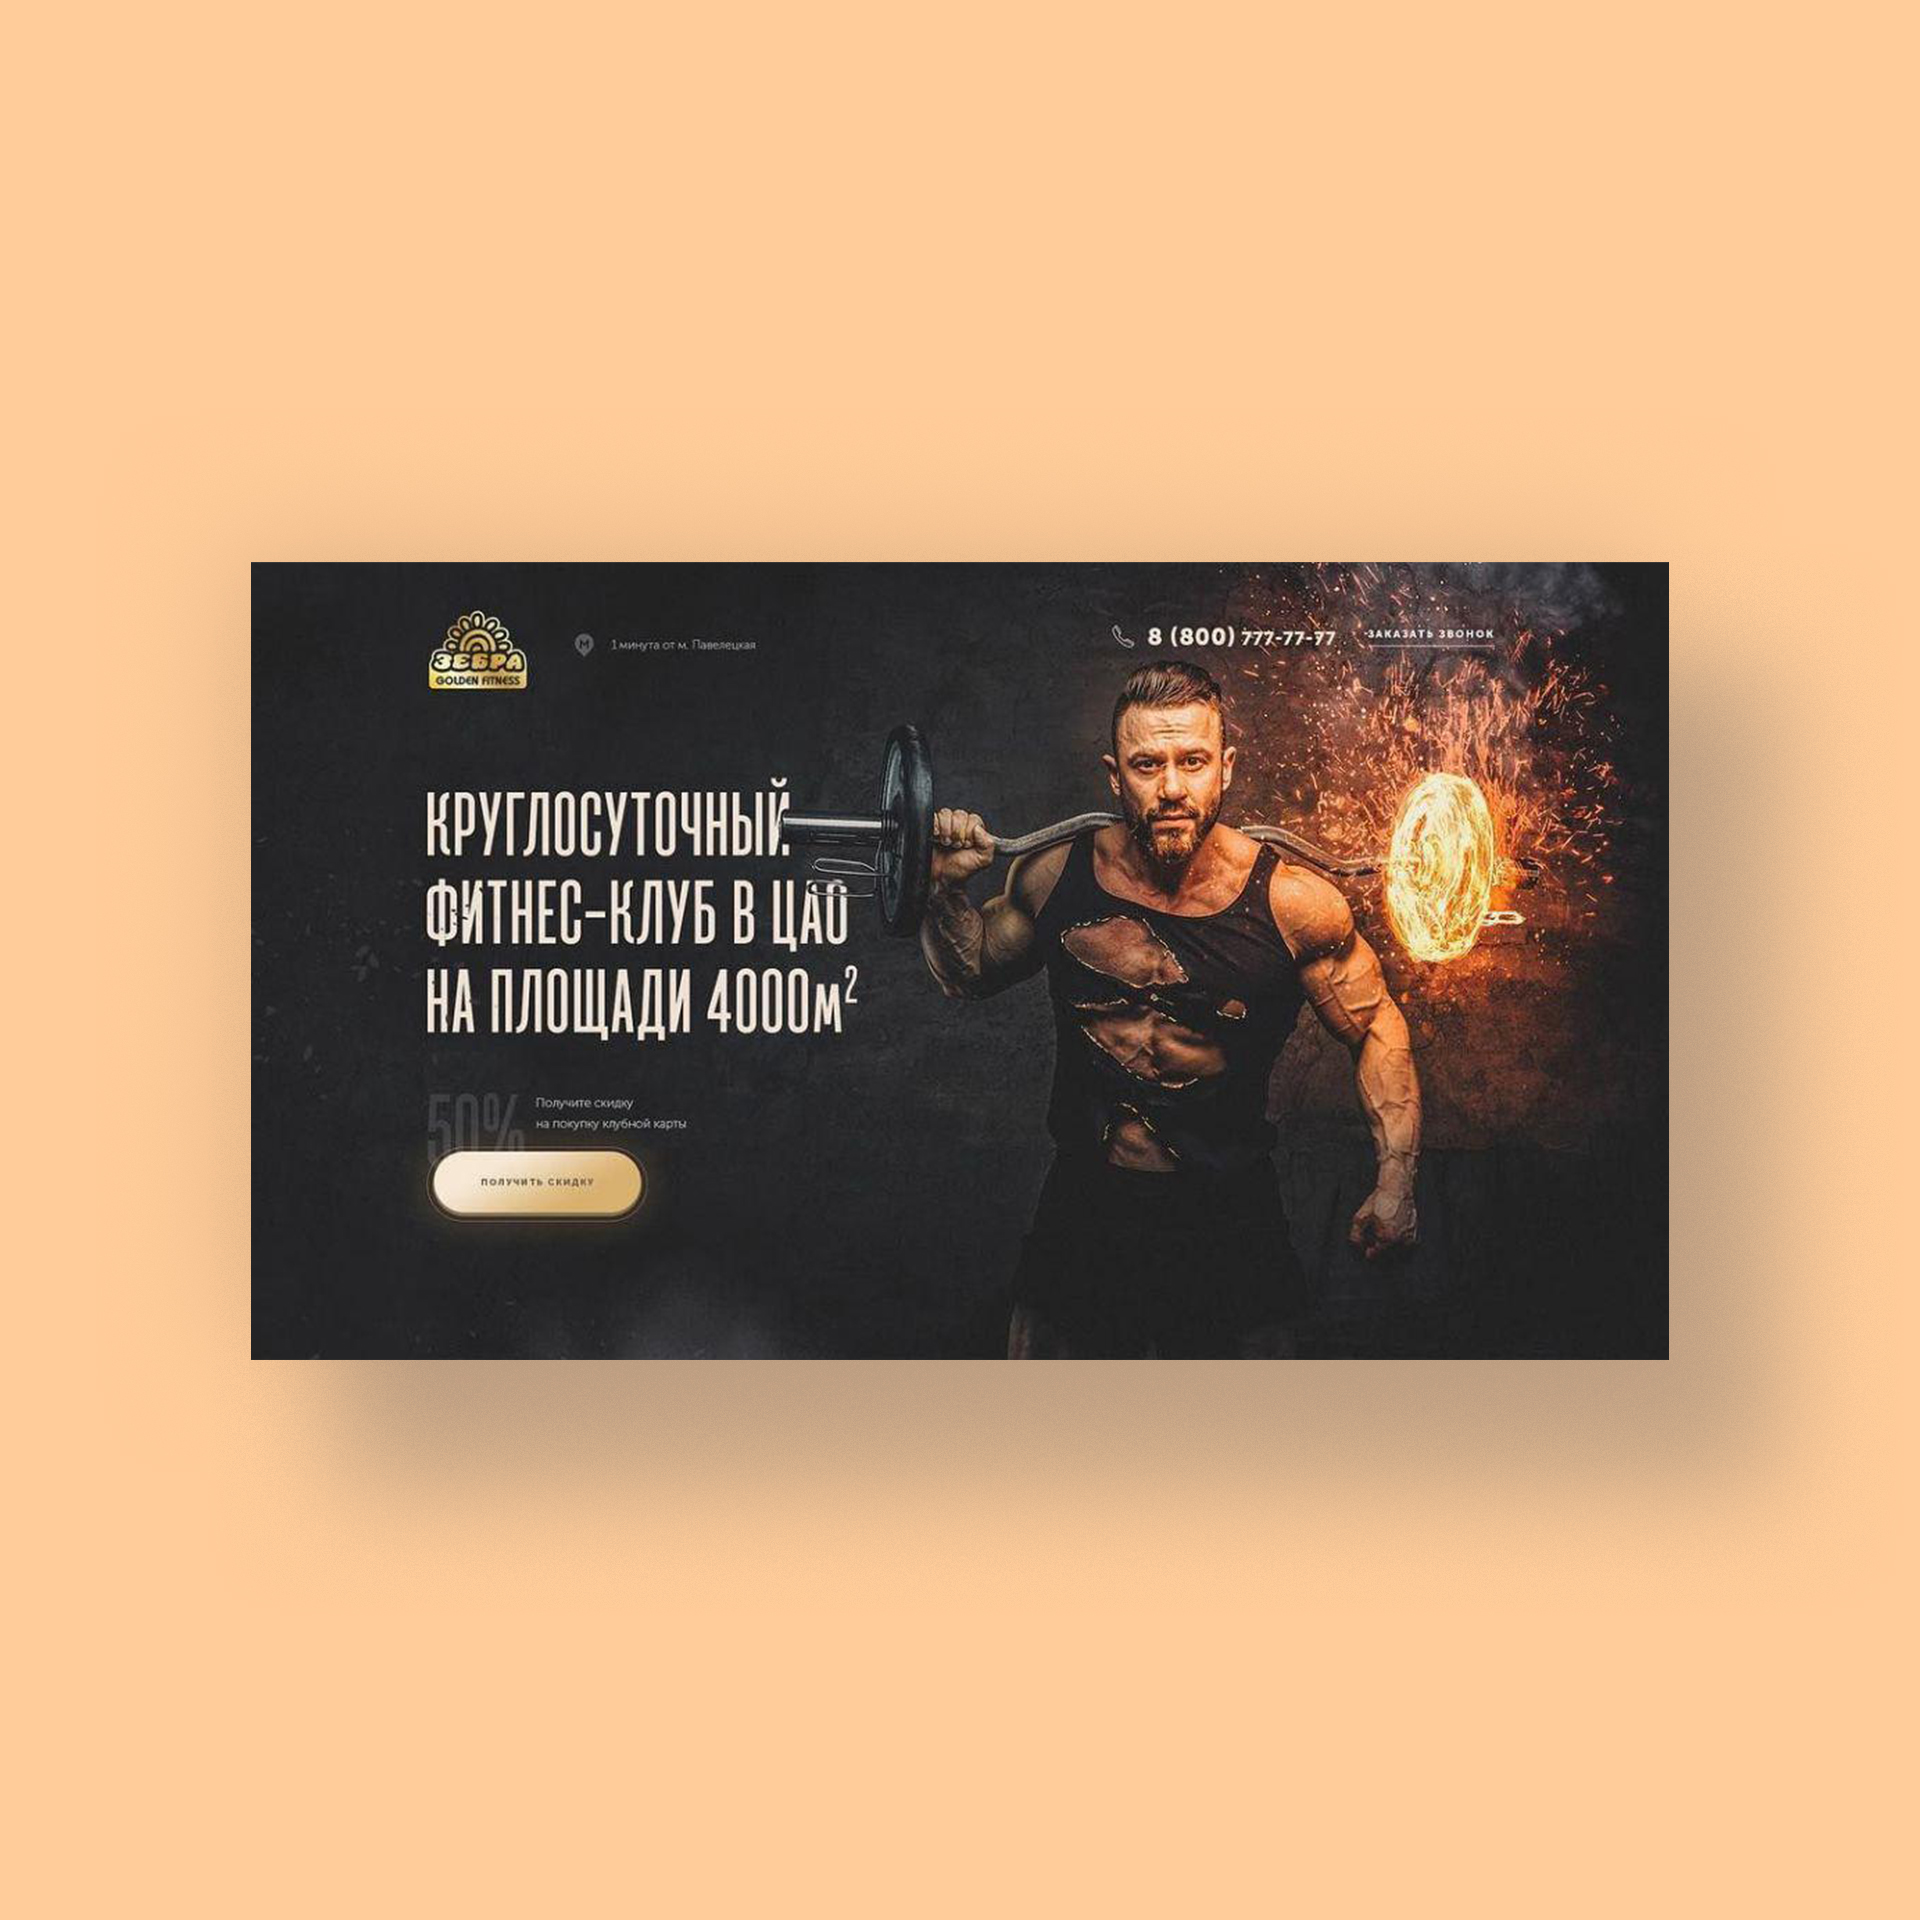 ЗЕБРА
GOLDEN FITNESS
М
1 минута от м. Павелецкая
8 (800) 777-77-77
ЗАКАЗАТЬ ЗВОНОК
КРУГЛОСУТОЧНЫЙ
ФИТНЕС-КЛУБ В ЦАО
НА ПЛОЩАДИ 4000м²
50%
Получите скидку
на покупку клубной карты
ПОЛУЧИТЬ СКИДКУ